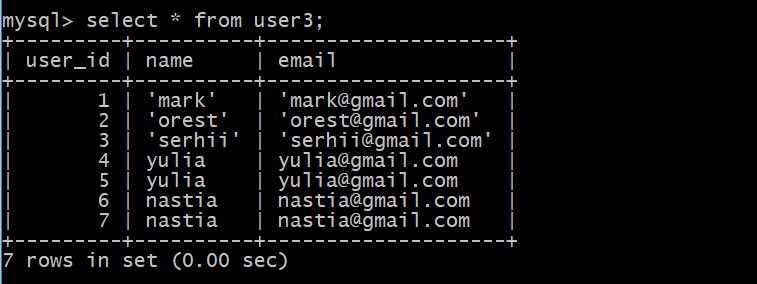 mysql> select * from user3;
+---------+----------+--------------------+
| user_id | name     | email              |
+---------+----------+--------------------+
|       1 | 'mark'   | 'mark@gmail.com'   |
|       2 | 'orest'  | 'orest@gmail.com'  |
|       3 | 'serhii' | 'serhii@gmail.com' |
|       4 | yulia    | yulia@gmail.com    |
|       5 | yulia    | yulia@gmail.com    |
|       6 | nastia   | nastia@gmail.com   |
|       7 | nastia   | nastia@gmail.com   |
+---------+----------+--------------------+
7 rows in set (0.00 sec)